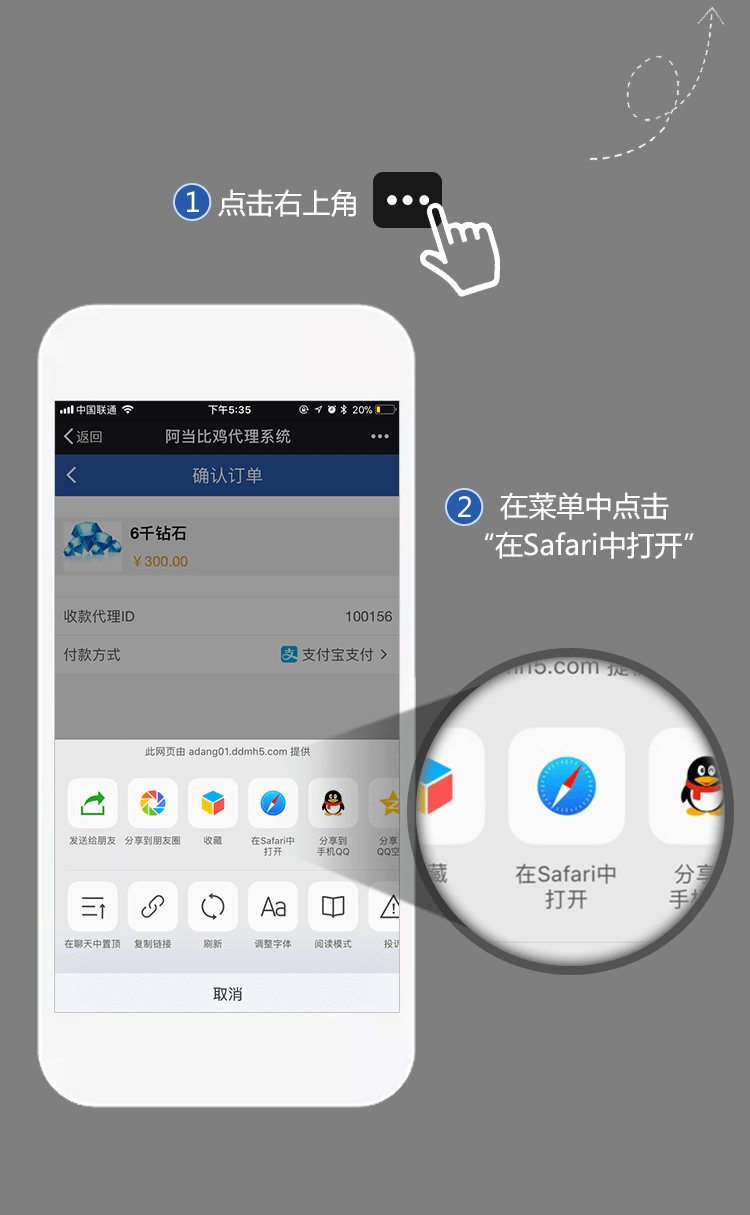 1 点击右上角
中国联通 下午5:35 20%
返回 阿当比鸡代理系统
确认订单
6千钻石
￥300.00
收款代理ID 100156
付款方式 支付宝支付
此网页由 adang01.ddmh5.com 提供
发送给朋友 分享到朋友圈 收藏 在Safari中 分享到 分享
打开 手机QQ QQ空
在聊天中置顶 复制链接 刷新 调整字体 阅读模式 投诉
取消
2 在菜单中点击
“在Safari中打开”
mh5.com 提供
藏 在Safari中 分享
打开 手机